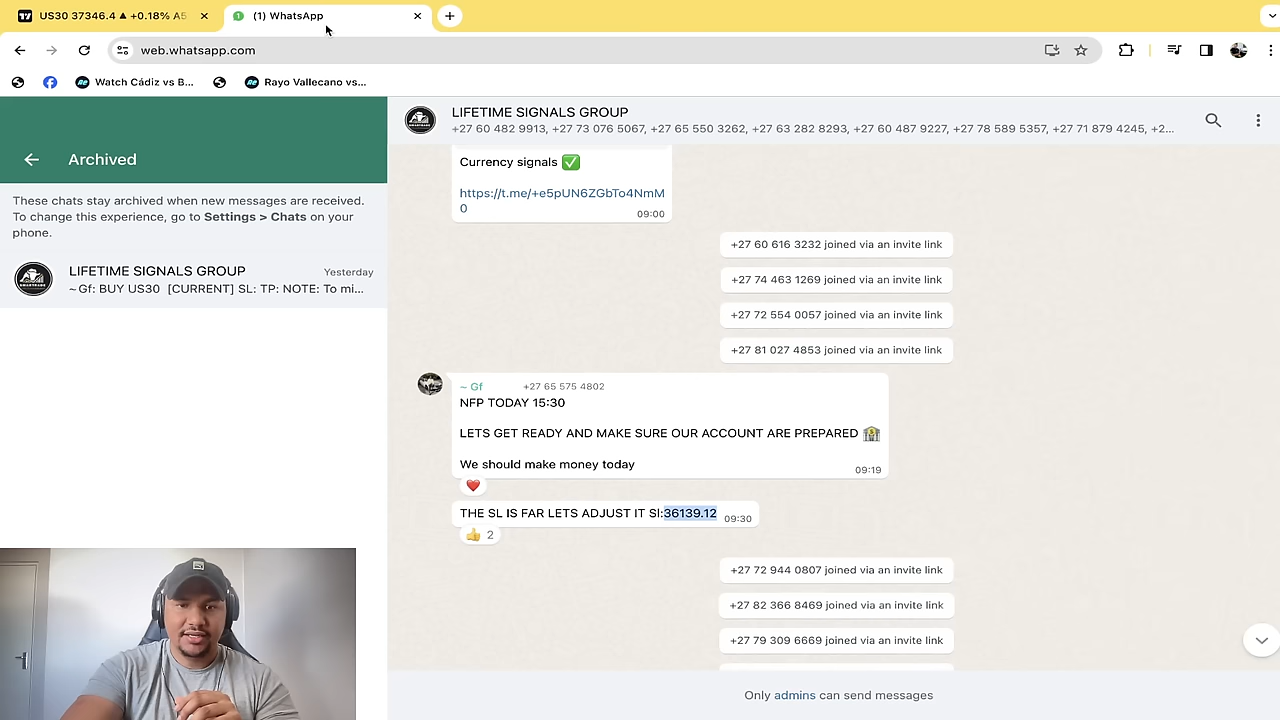 US30 37346.4 ▲ +0.18% A5
(1) WhatsApp
web.whatsapp.com
Watch Cádiz vs B...
Rayo Vallecano vs...
Archived
These chats stay archived when new messages are received.
To change this experience, go to Settings > Chats on your
phone.
LIFETIME SIGNALS GROUP
Yesterday
~ Gf: BUY US30 [CURRENT] SL: TP: NOTE: To mi...
LIFETIME SIGNALS GROUP
+27 60 482 9913, +27 73 076 5067, +27 65 550 3262, +27 63 282 8293, +27 60 487 9227, +27 78 589 5357, +27 71 879 4245, +2...
Currency signals ✅
https://t.me/+e5pUN6ZGbTo4NmM
0
09:00
+27 60 616 3232 joined via an invite link
+27 74 463 1269 joined via an invite link
+27 72 554 0057 joined via an invite link
+27 81 027 4853 joined via an invite link
~ Gf +27 65 575 4802
NFP TODAY 15:30
LETS GET READY AND MAKE SURE OUR ACCOUNT ARE PREPARED 🏦
We should make money today
09:19
❤️
THE SL IS FAR LETS ADJUST IT Sl:36139.12 09:30
👍 2
+27 72 944 0807 joined via an invite link
+27 82 366 8469 joined via an invite link
+27 79 309 6669 joined via an invite link
Only admins can send messages